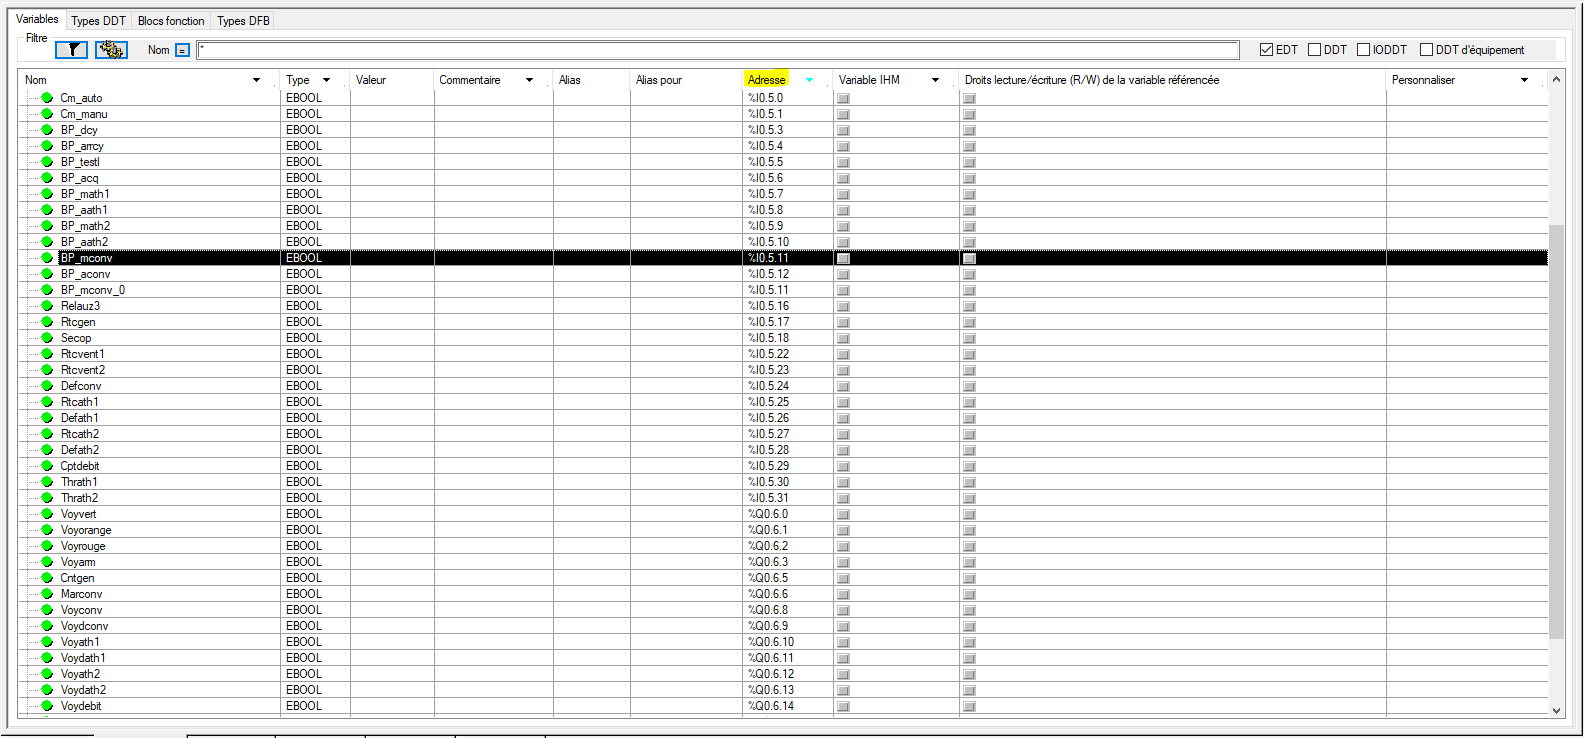 Variables Types DDT Blocs fonction Types DFB
Filtre
Nom = * EDT DDT IODDT DDT d'équipement
Nom Type Valeur Commentaire Alias Alias pour Adresse Variable IHM Droits lecture/écriture (R/W) de la variable référencée Personnaliser
Cm_auto EBOOL %I0.5.0
Cm_manu EBOOL %I0.5.1
BP_dcy EBOOL %I0.5.3
BP_arrcy EBOOL %I0.5.4
BP_testl EBOOL %I0.5.5
BP_acq EBOOL %I0.5.6
BP_math1 EBOOL %I0.5.7
BP_aath1 EBOOL %I0.5.8
BP_math2 EBOOL %I0.5.9
BP_aath2 EBOOL %I0.5.10
BP_mconv EBOOL %I0.5.11
BP_aconv EBOOL %I0.5.12
BP_mconv_0 EBOOL %I0.5.11
Relauz3 EBOOL %I0.5.16
Rtcgen EBOOL %I0.5.17
Secop EBOOL %I0.5.18
Rtcvent1 EBOOL %I0.5.22
Rtcvent2 EBOOL %I0.5.23
Defconv EBOOL %I0.5.24
Rtcath1 EBOOL %I0.5.25
Defath1 EBOOL %I0.5.26
Rtcath2 EBOOL %I0.5.27
Defath2 EBOOL %I0.5.28
Cptdebit EBOOL %I0.5.29
Thrath1 EBOOL %I0.5.30
Thrath2 EBOOL %I0.5.31
Voyvert EBOOL %Q0.6.0
Voyorange EBOOL %Q0.6.1
Voyrouge EBOOL %Q0.6.2
Voyarm EBOOL %Q0.6.3
Cntgen EBOOL %Q0.6.5
Marconv EBOOL %Q0.6.6
Voyconv EBOOL %Q0.6.8
Voydconv EBOOL %Q0.6.9
Voyath1 EBOOL %Q0.6.10
Voydath1 EBOOL %Q0.6.11
Voyath2 EBOOL %Q0.6.12
Voydath2 EBOOL %Q0.6.13
Voydebit EBOOL %Q0.6.14